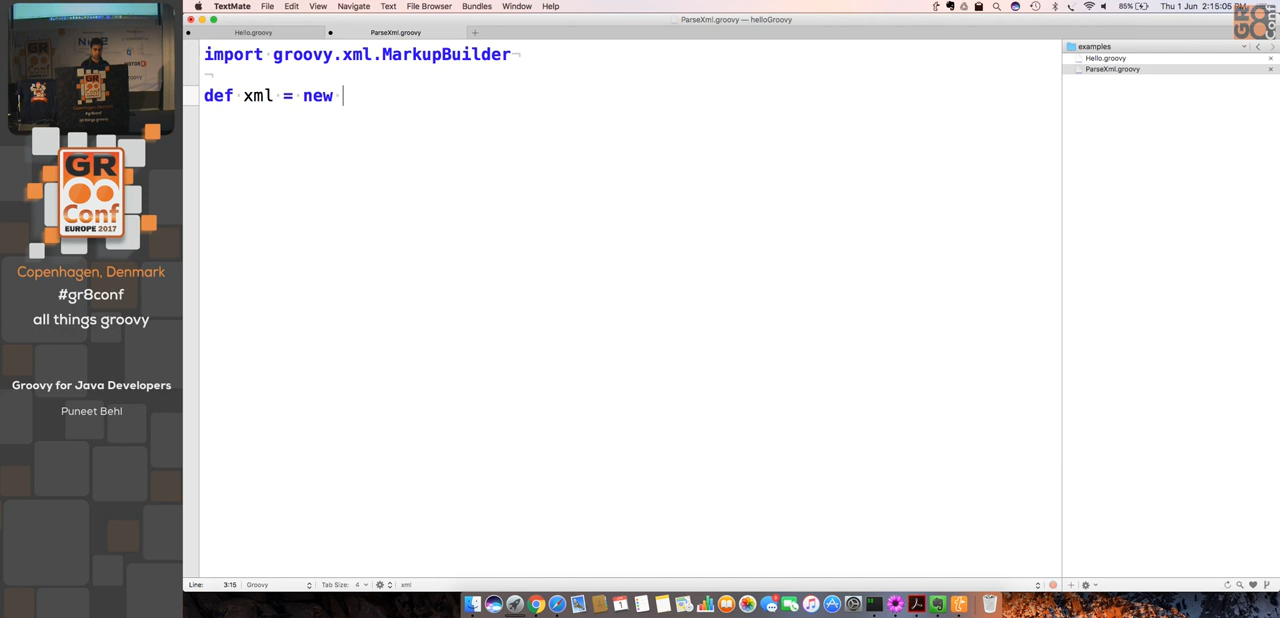 TextMate File Edit View Navigate Text File Browser Bundles Window Help
85% Thu 1 Jun 2:15:05
ParseXml.groovy — helloGroovy
Hello.groovy
ParseXml.groovy
+
import groovy.xml.MarkupBuilder
def xml = new
examples
Hello.groovy
ParseXml.groovy
GR
Conf
EUROPE 2017
Copenhagen, Denmark
#gr8conf
all things groovy
Groovy for Java Developers
Puneet Behl
Line: 3:15 Groovy Tab Size: 4 xml